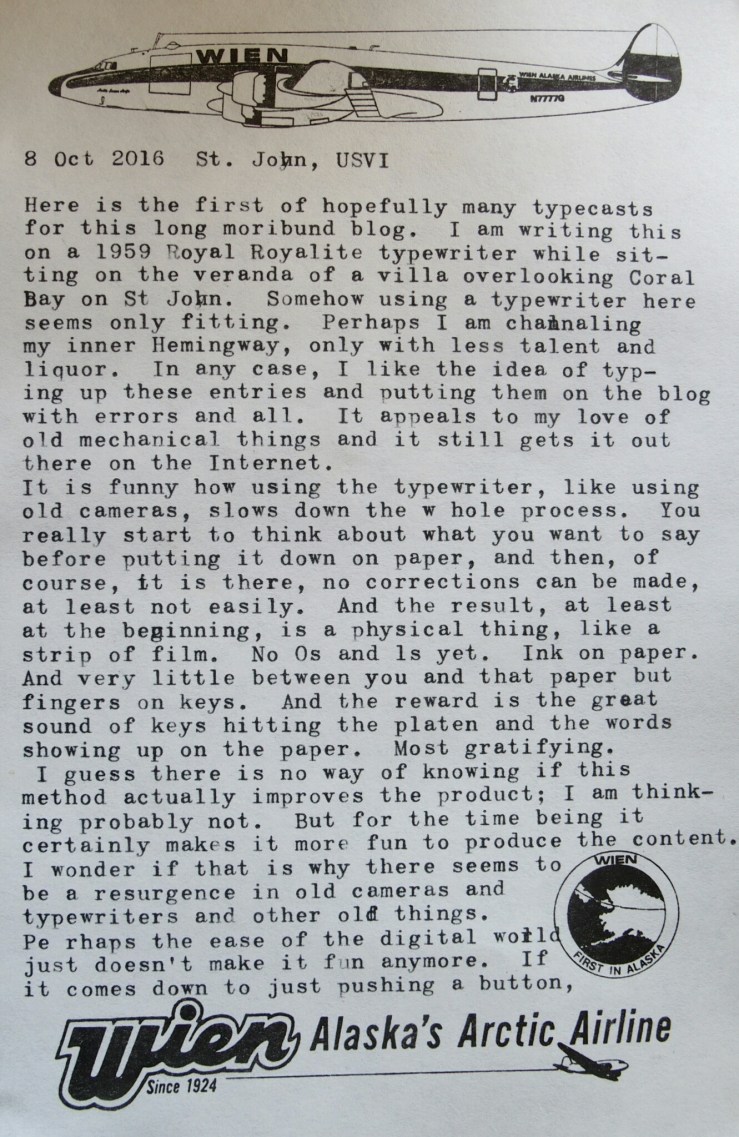 WIEN
WIEN ALASKA AIRLINES
N7777G
8 Oct 2016  St. John, USVI
Here is the first of hopefully many typecasts
for this long moribund blog.  I am writing this
on a 1959 Royal Royalite typewriter while sit-
ting on the veranda of a villa overlooking Coral
Bay on St John.  Somehow using a typewriter here
seems only fitting.  Perhaps I am channaling
my inner Hemingway, only with less talent and
liquor.  In any case, I like the idea of typ-
ing up these entries and putting them on the blog
with errors and all.  It appeals to my love of
old mechanical things and it still gets it out
there on the Internet.
It is funny how using the typewriter, like using
old cameras, slows down the w hole process.  You
really start to think about what you want to say
before putting it down on paper, and then, of
course, it is there, no corrections can be made,
at least not easily.  And the result, at least
at the beginning, is a physical thing, like a
strip of film.  No Os and 1s yet.  Ink on paper.
And very little between you and that paper but
fingers on keys.  And the reward is the great
sound of keys hitting the platen and the words
showing up on the paper.  Most gratifying.
I guess there is no way of knowing if this
method actually improves the product; I am think-
ing probably not.  But for the time being it
certainly makes it more fun to produce the content.
I wonder if that is why there seems to
be a resurgence in old cameras and
typewriters and other old things.
Pe rhaps the ease of the digital world
just doesn't make it fun anymore.  If
it comes down to just pushing a button,
WIEN
FIRST IN ALASKA
Wien Alaska's Arctic Airline
Since 1924